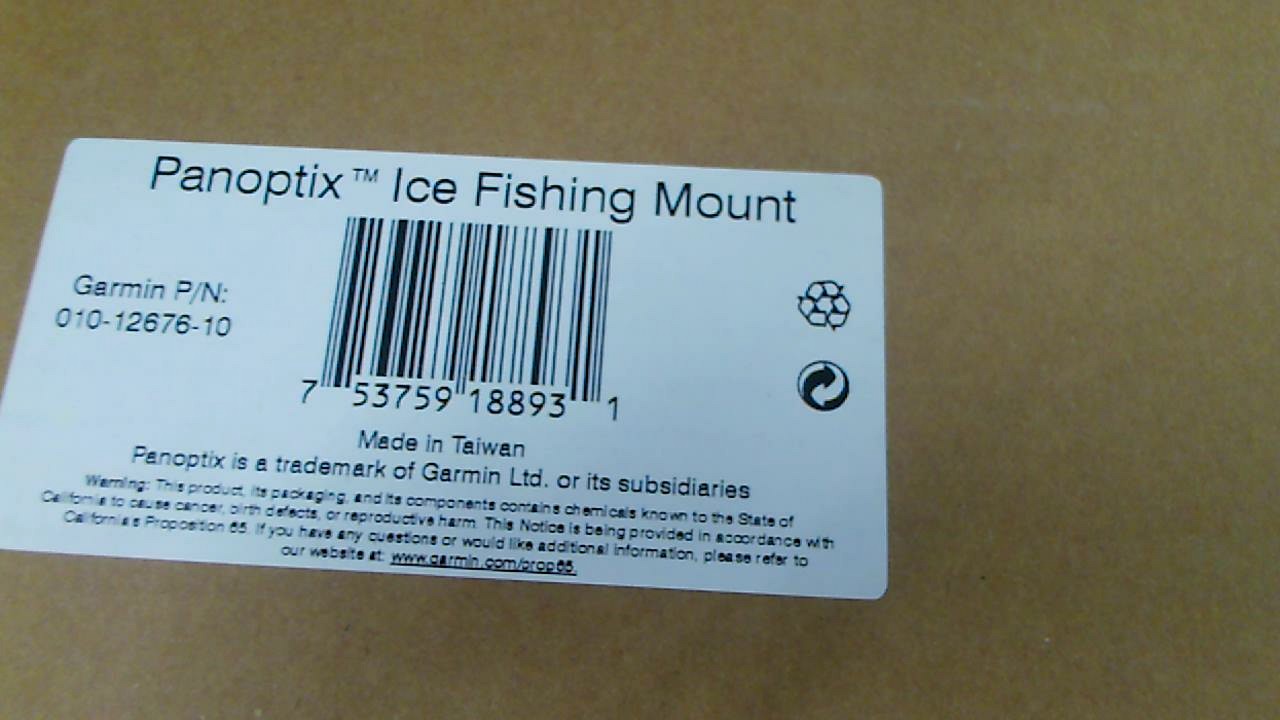 Panoptix™ Ice Fishing Mount
Garmin P/N:
010-12676-10
7 53759 18893 1
Made in Taiwan
Panoptix is a trademark of Garmin Ltd. or its subsidiaries
Warning: This product, its packaging, and its components contains chemicals known to the State of
California to cause cancer, birth defects, or reproductive harm. This Notice is being provided in accordance with
California's Proposition 65. If you have any questions or would like additional information, please refer to
our website at: www.garmin.com/prop65.